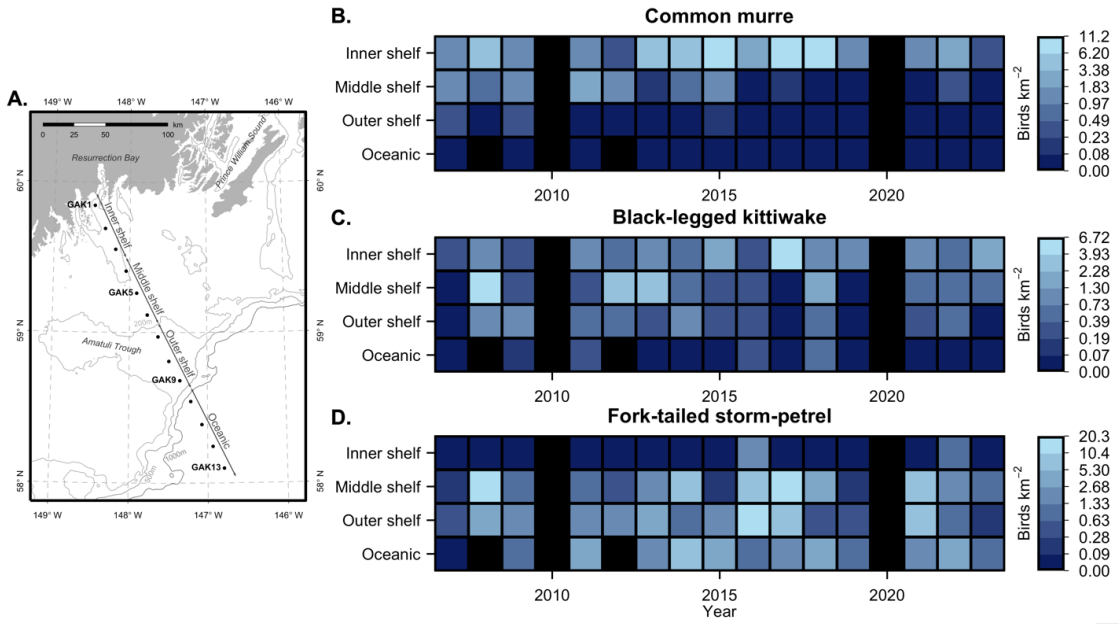 A.
149° W 148° W 147° W 146° W
0 25 50 100 km
Resurrection Bay
Prince William Sound
60° N 60° N
GAK1
Inner shelf
GAK5
Middle shelf
200m
59° N 59° N
Amatuli Trough
Outer shelf
GAK9
Oceanic
1000m
GAK13
58° N 58° N
149° W 148° W 147° W 146° W
B.
Common murre
Inner shelf
Middle shelf
Outer shelf
Oceanic
2010 2015 2020
11.2
6.20
3.38
1.83
0.97
0.49
0.23
0.08
0.00
Birds km⁻²
C.
Black-legged kittiwake
Inner shelf
Middle shelf
Outer shelf
Oceanic
2010 2015 2020
6.72
3.93
2.28
1.30
0.73
0.39
0.19
0.07
0.00
Birds km⁻²
D.
Fork-tailed storm-petrel
Inner shelf
Middle shelf
Outer shelf
Oceanic
2010 2015 2020
Year
20.3
10.4
5.30
2.68
1.33
0.63
0.28
0.09
0.00
Birds km⁻²